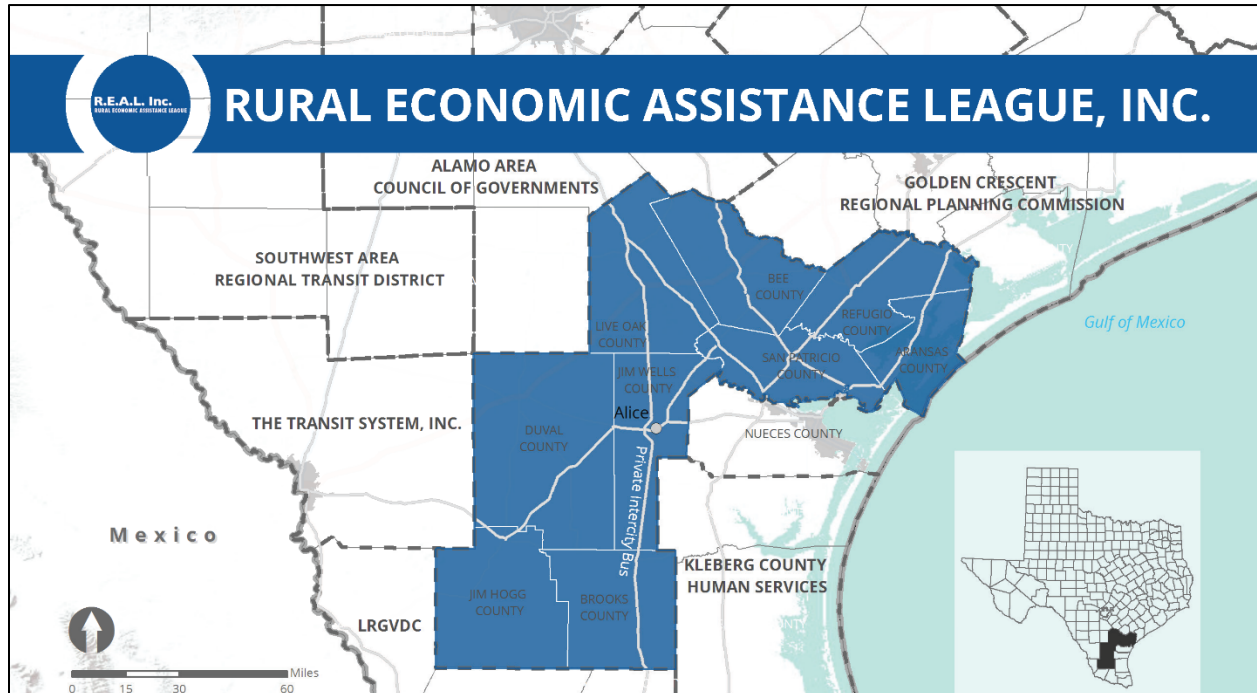 R.E.A.L. Inc.
RURAL ECONOMIC ASSISTANCE LEAGUE
RURAL ECONOMIC ASSISTANCE LEAGUE, INC.
ALAMO AREA
COUNCIL OF GOVERNMENTS
GOLDEN CRESCENT
REGIONAL PLANNING COMMISSION
SOUTHWEST AREA
REGIONAL TRANSIT DISTRICT
BEE
COUNTY
REFUGIO
COUNTY
Gulf of Mexico
LIVE OAK
COUNTY
SAN PATRICIO
COUNTY
ARANSAS
COUNTY
JIM WELLS
COUNTY
Alice
THE TRANSIT SYSTEM, INC.
DUVAL
COUNTY
NUECES COUNTY
Private Intercity Bus
Mexico
KLEBERG COUNTY
HUMAN SERVICES
JIM HOGG
COUNTY
BROOKS
COUNTY
LRGVDC
Miles
0 15 30 60